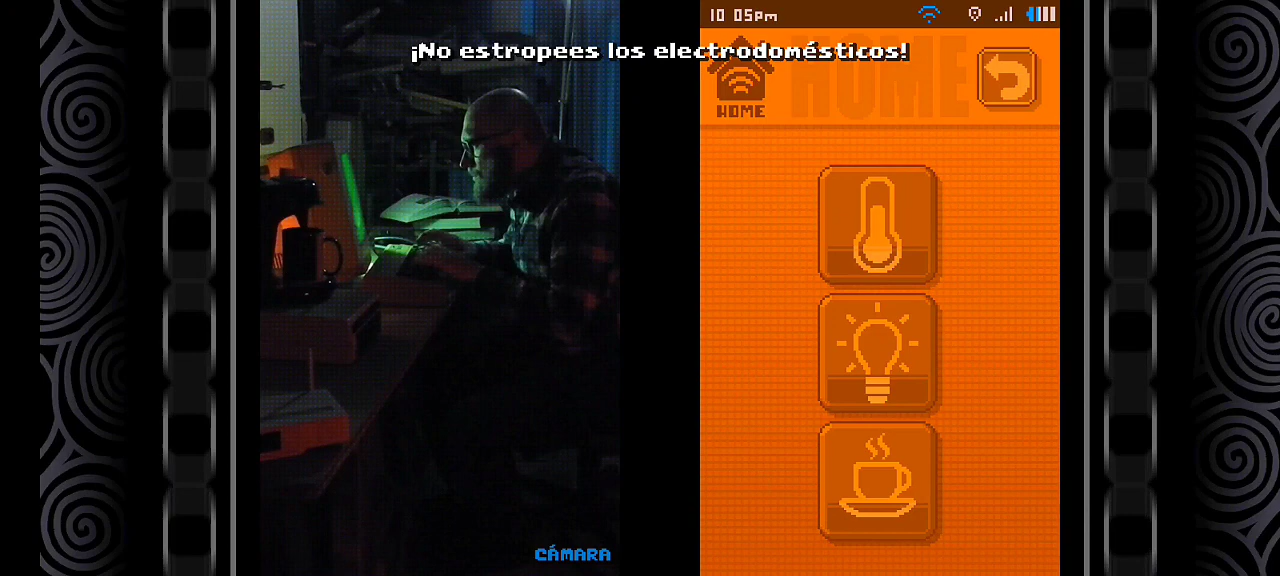 10 05pm
¡No estropees los electrodomésticos!
HOME
HOME
CÁMARA